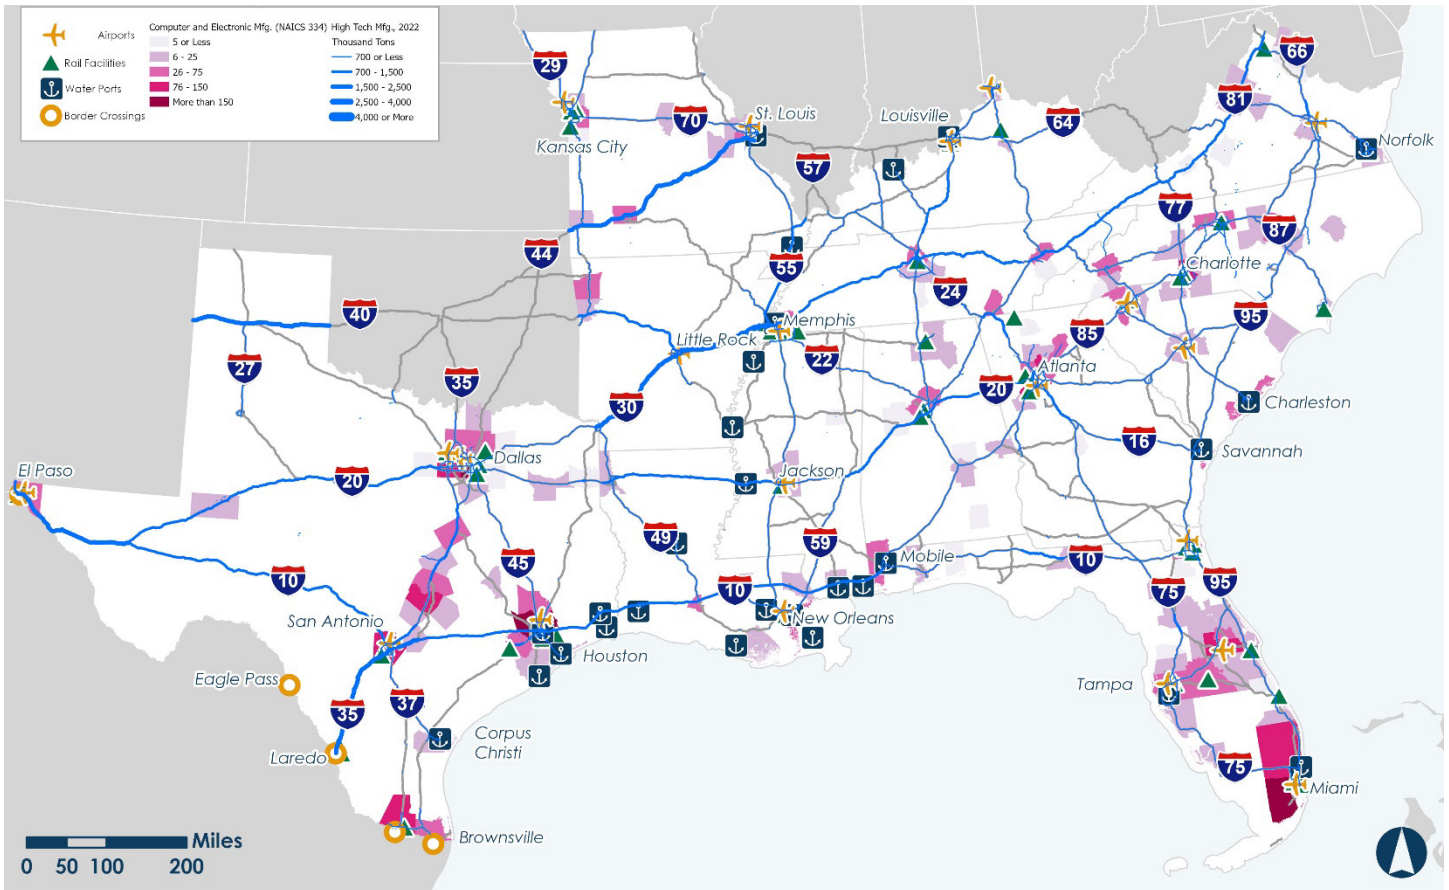 Computer and Electronic Mfg. (NAICS 334) High Tech Mfg., 2022
Airports
5 or Less
Thousand Tons
6 - 25
700 or Less
Rail Facilities
26 - 75
700 - 1,500
Water Ports
76 - 150
1,500 - 2,500
More than 150
2,500 - 4,000
Border Crossings
4,000 or More
29
66
81
70
St. Louis
Louisville
64
Kansas City
Norfolk
57
77
87
44
55
Charlotte
24
40
Memphis
95
85
Little Rock
22
27
35
Atlanta
20
30
Charleston
16
Savannah
Dallas
El Paso
20
Jackson
49
59
Mobile
10
45
10
10
75
95
San Antonio
New Orleans
Houston
Eagle Pass
Tampa
37
35
Corpus
Christi
Laredo
75
Miami
Brownsville
Miles
0 50 100 200